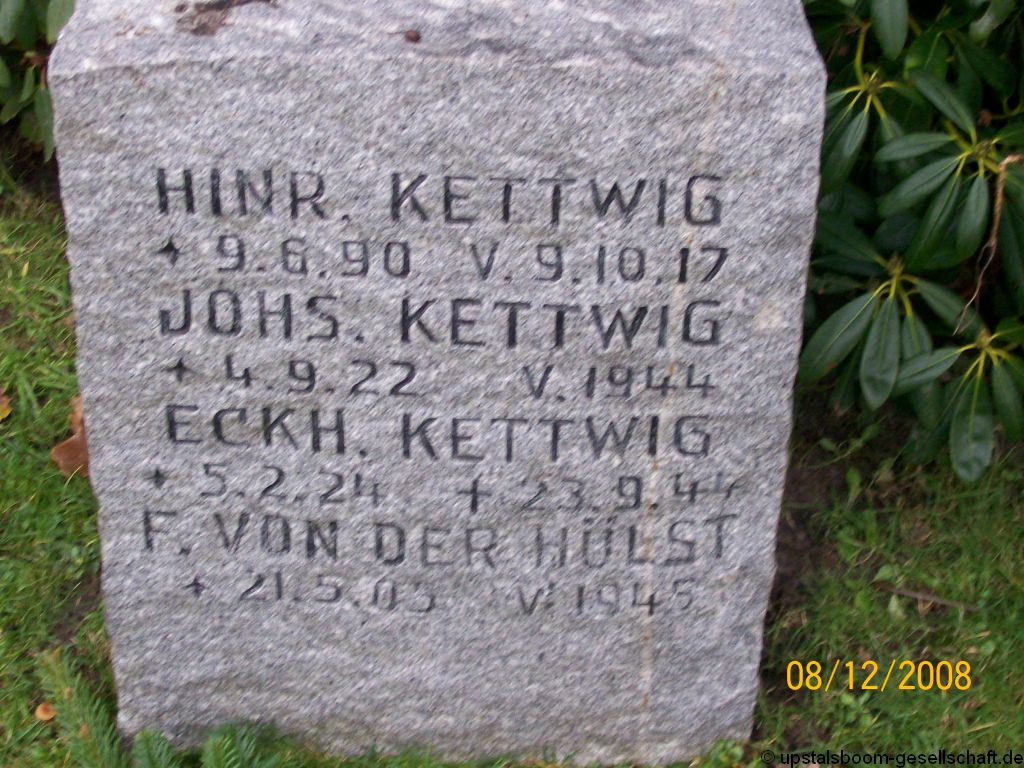 HINR. KETTWIG
+ 9.6.90 V. 9.10.17
JOHS. KETTWIG
+ 4.9.22 V. 1944
ECKH. KETTWIG
+ 5.2.24 † 23.9.44
F. VON DER HÜLST
+ 21.5.05 V. 1945
08/12/2008
© upstalsboom-gesellschaft.de